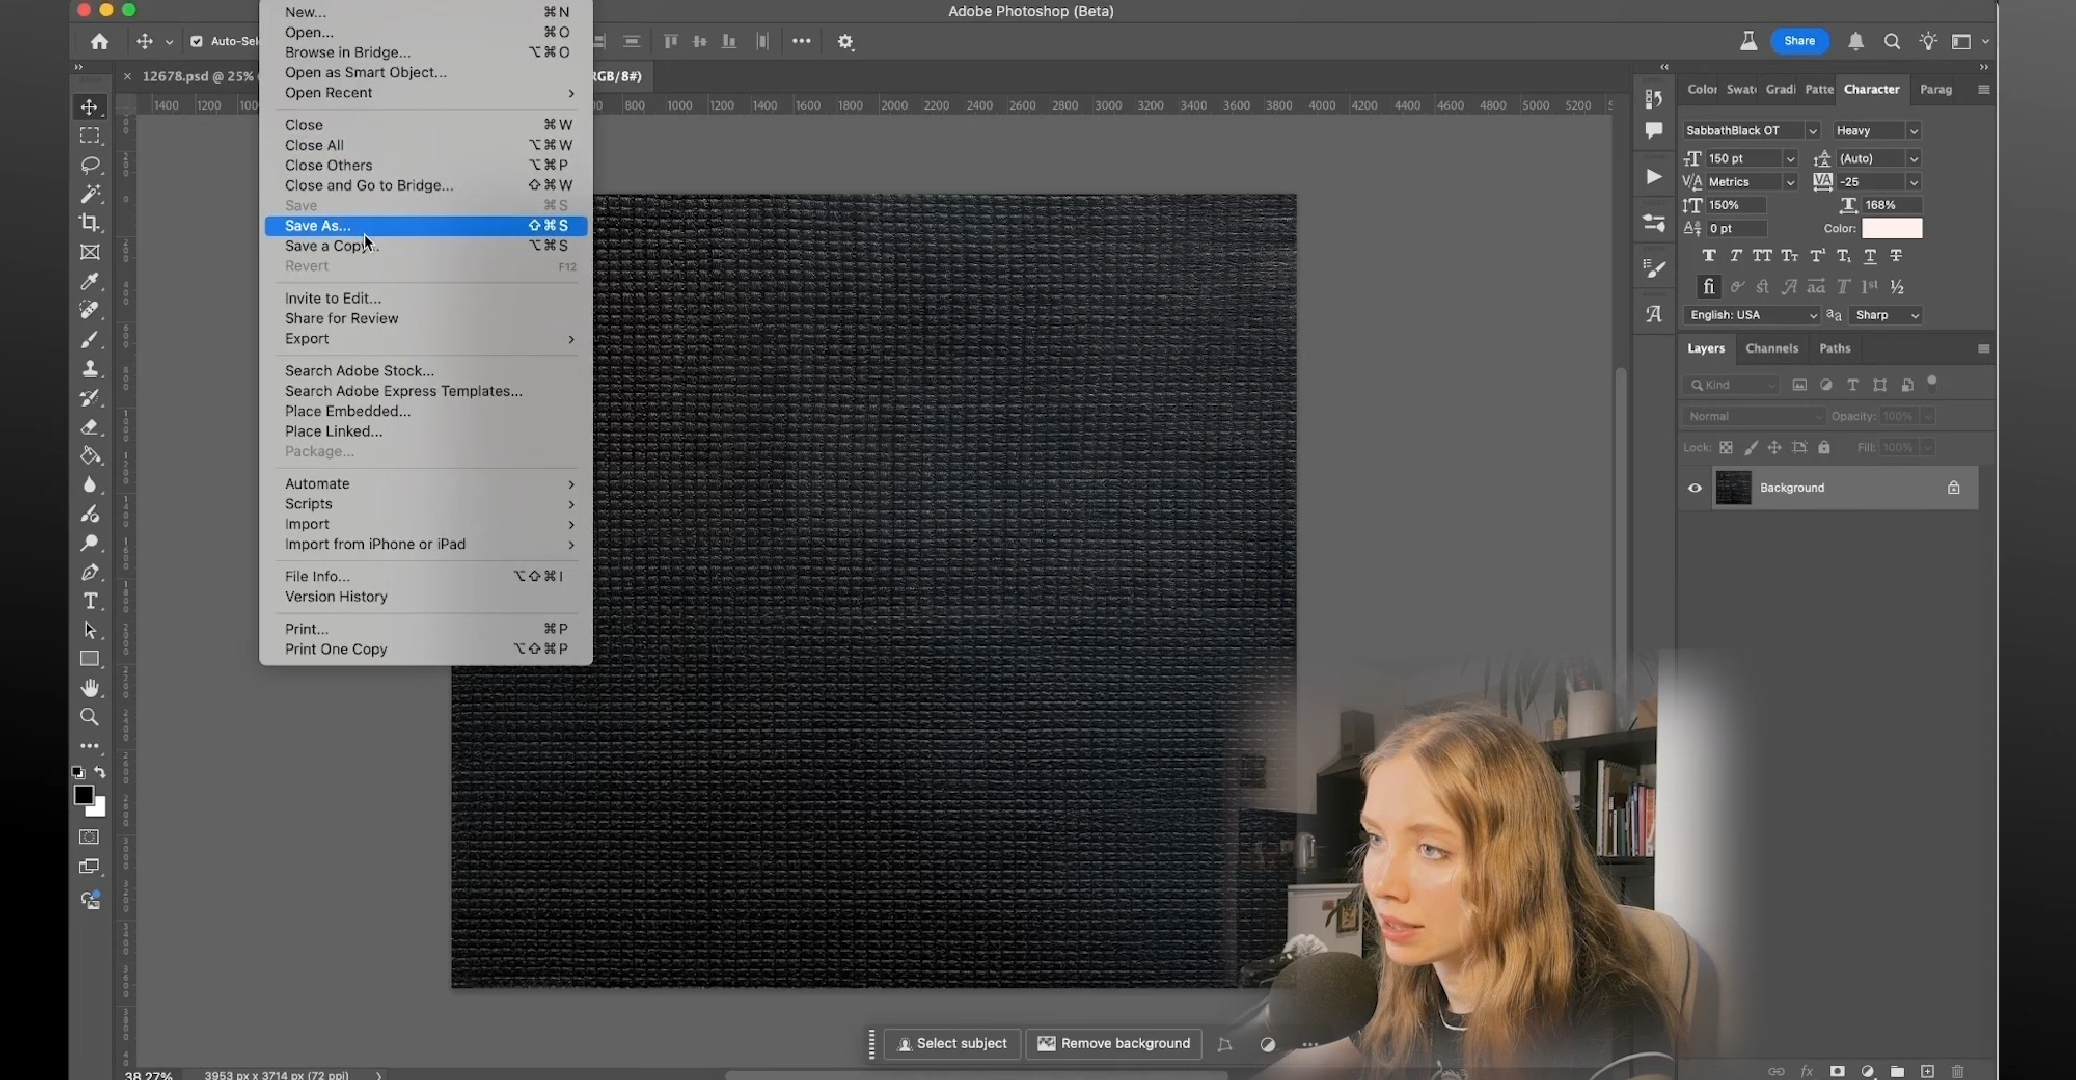 Adobe Photoshop (Beta)
Auto-Sel
Share
12678.psd @ 25% (
RGB/8#)
New... ⌘N
Open... ⌘O
Browse in Bridge... ⌥⌘O
Open as Smart Object...
Open Recent
Close ⌘W
Close All ⌥⌘W
Close Others ⌥⌘P
Close and Go to Bridge... ⇧⌘W
Save ⌘S
Save As... ⇧⌘S
Save a Copy... ⌥⌘S
Revert F12
Invite to Edit...
Share for Review
Export
Search Adobe Stock...
Search Adobe Express Templates...
Place Embedded...
Place Linked...
Package...
Automate
Scripts
Import
Import from iPhone or iPad
File Info... ⌥⇧⌘I
Version History
Print... ⌘P
Print One Copy ⌥⇧⌘P
1400 1200 800 1000 1200 1400 1600 1800 2000 2200 2400 2600 2800 3000 3200 3400 3600 3800 4000 4200 4400 4600 4800 5000 5200
Color Swatc Gradi Patte Character Parag
SabbathBlack OT Heavy
150 pt (Auto)
Metrics -25
150% 168%
0 pt Color:
English: USA aa Sharp
Layers Channels Paths
Kind
Normal Opacity: 100%
Lock: Fill: 100%
Background
Select subject Remove background
38.27% 3953 px x 3714 px (72 ppi)